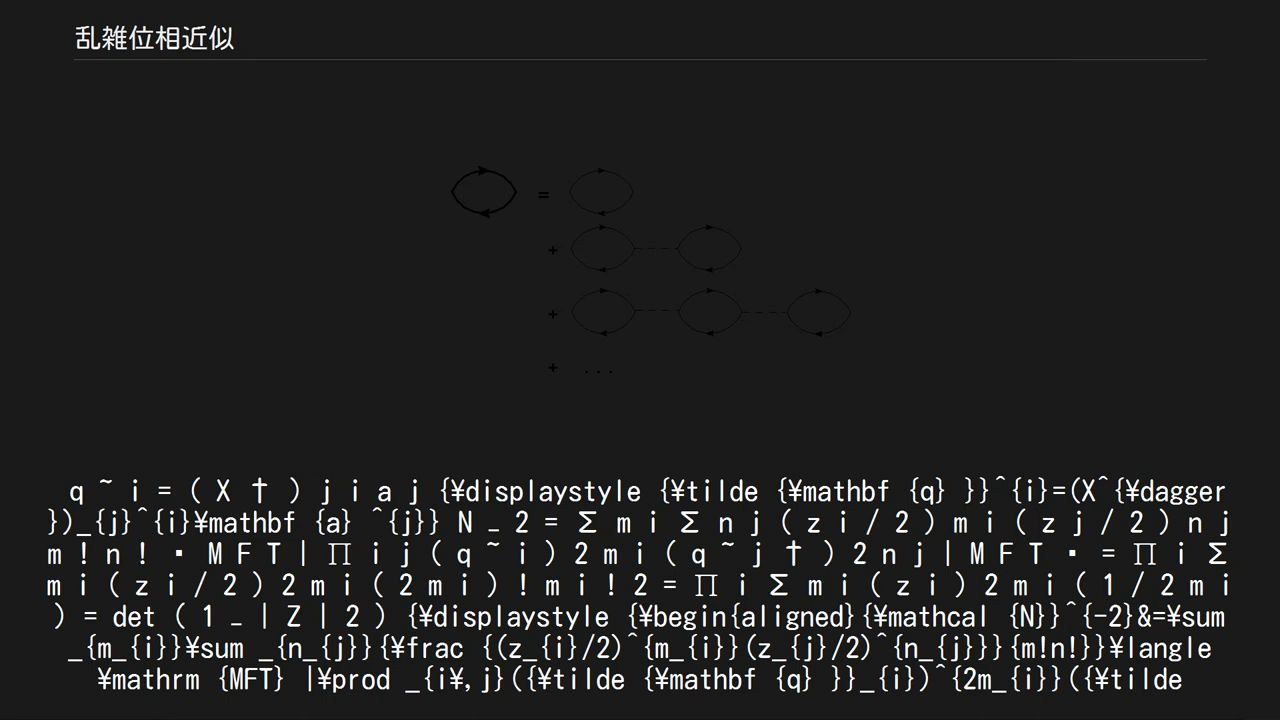 乱雑位相近似
=
+
+
+ ...
q ~ i = ( X † ) j i a j {¥displaystyle {¥tilde {¥mathbf {q} }}^{i}=(X^{¥dagger
})_{j}^{i}¥mathbf {a} ^{j}} N − 2 = Σ m i Σ n j ( z i / 2 ) m i ( z j / 2 ) n j
m ! n ! ・ M F T | ∏ i j ( q ~ i ) 2 m i ( q ~ j † ) 2 n j | M F T ・ = ∏ i Σ
m i ( z i / 2 ) 2 m i ( 2 m i ) ! m i ! 2 = ∏ i Σ m i ( z i ) 2 m i ( 1 / 2 m i
) = det ( 1 − | Z | 2 ) {¥displaystyle {¥begin{aligned}{¥mathcal {N}}^{-2}&=¥sum
_{m_{i}}¥sum _{n_{j}}{¥frac {(z_{i}/2)^{m_{i}}(z_{j}/2)^{n_{j}}}{m!n!}}¥langle
¥mathrm {MFT} |¥prod _{i¥,j}({¥tilde {¥mathbf {q} }}_{i})^{2m_{i}}({¥tilde